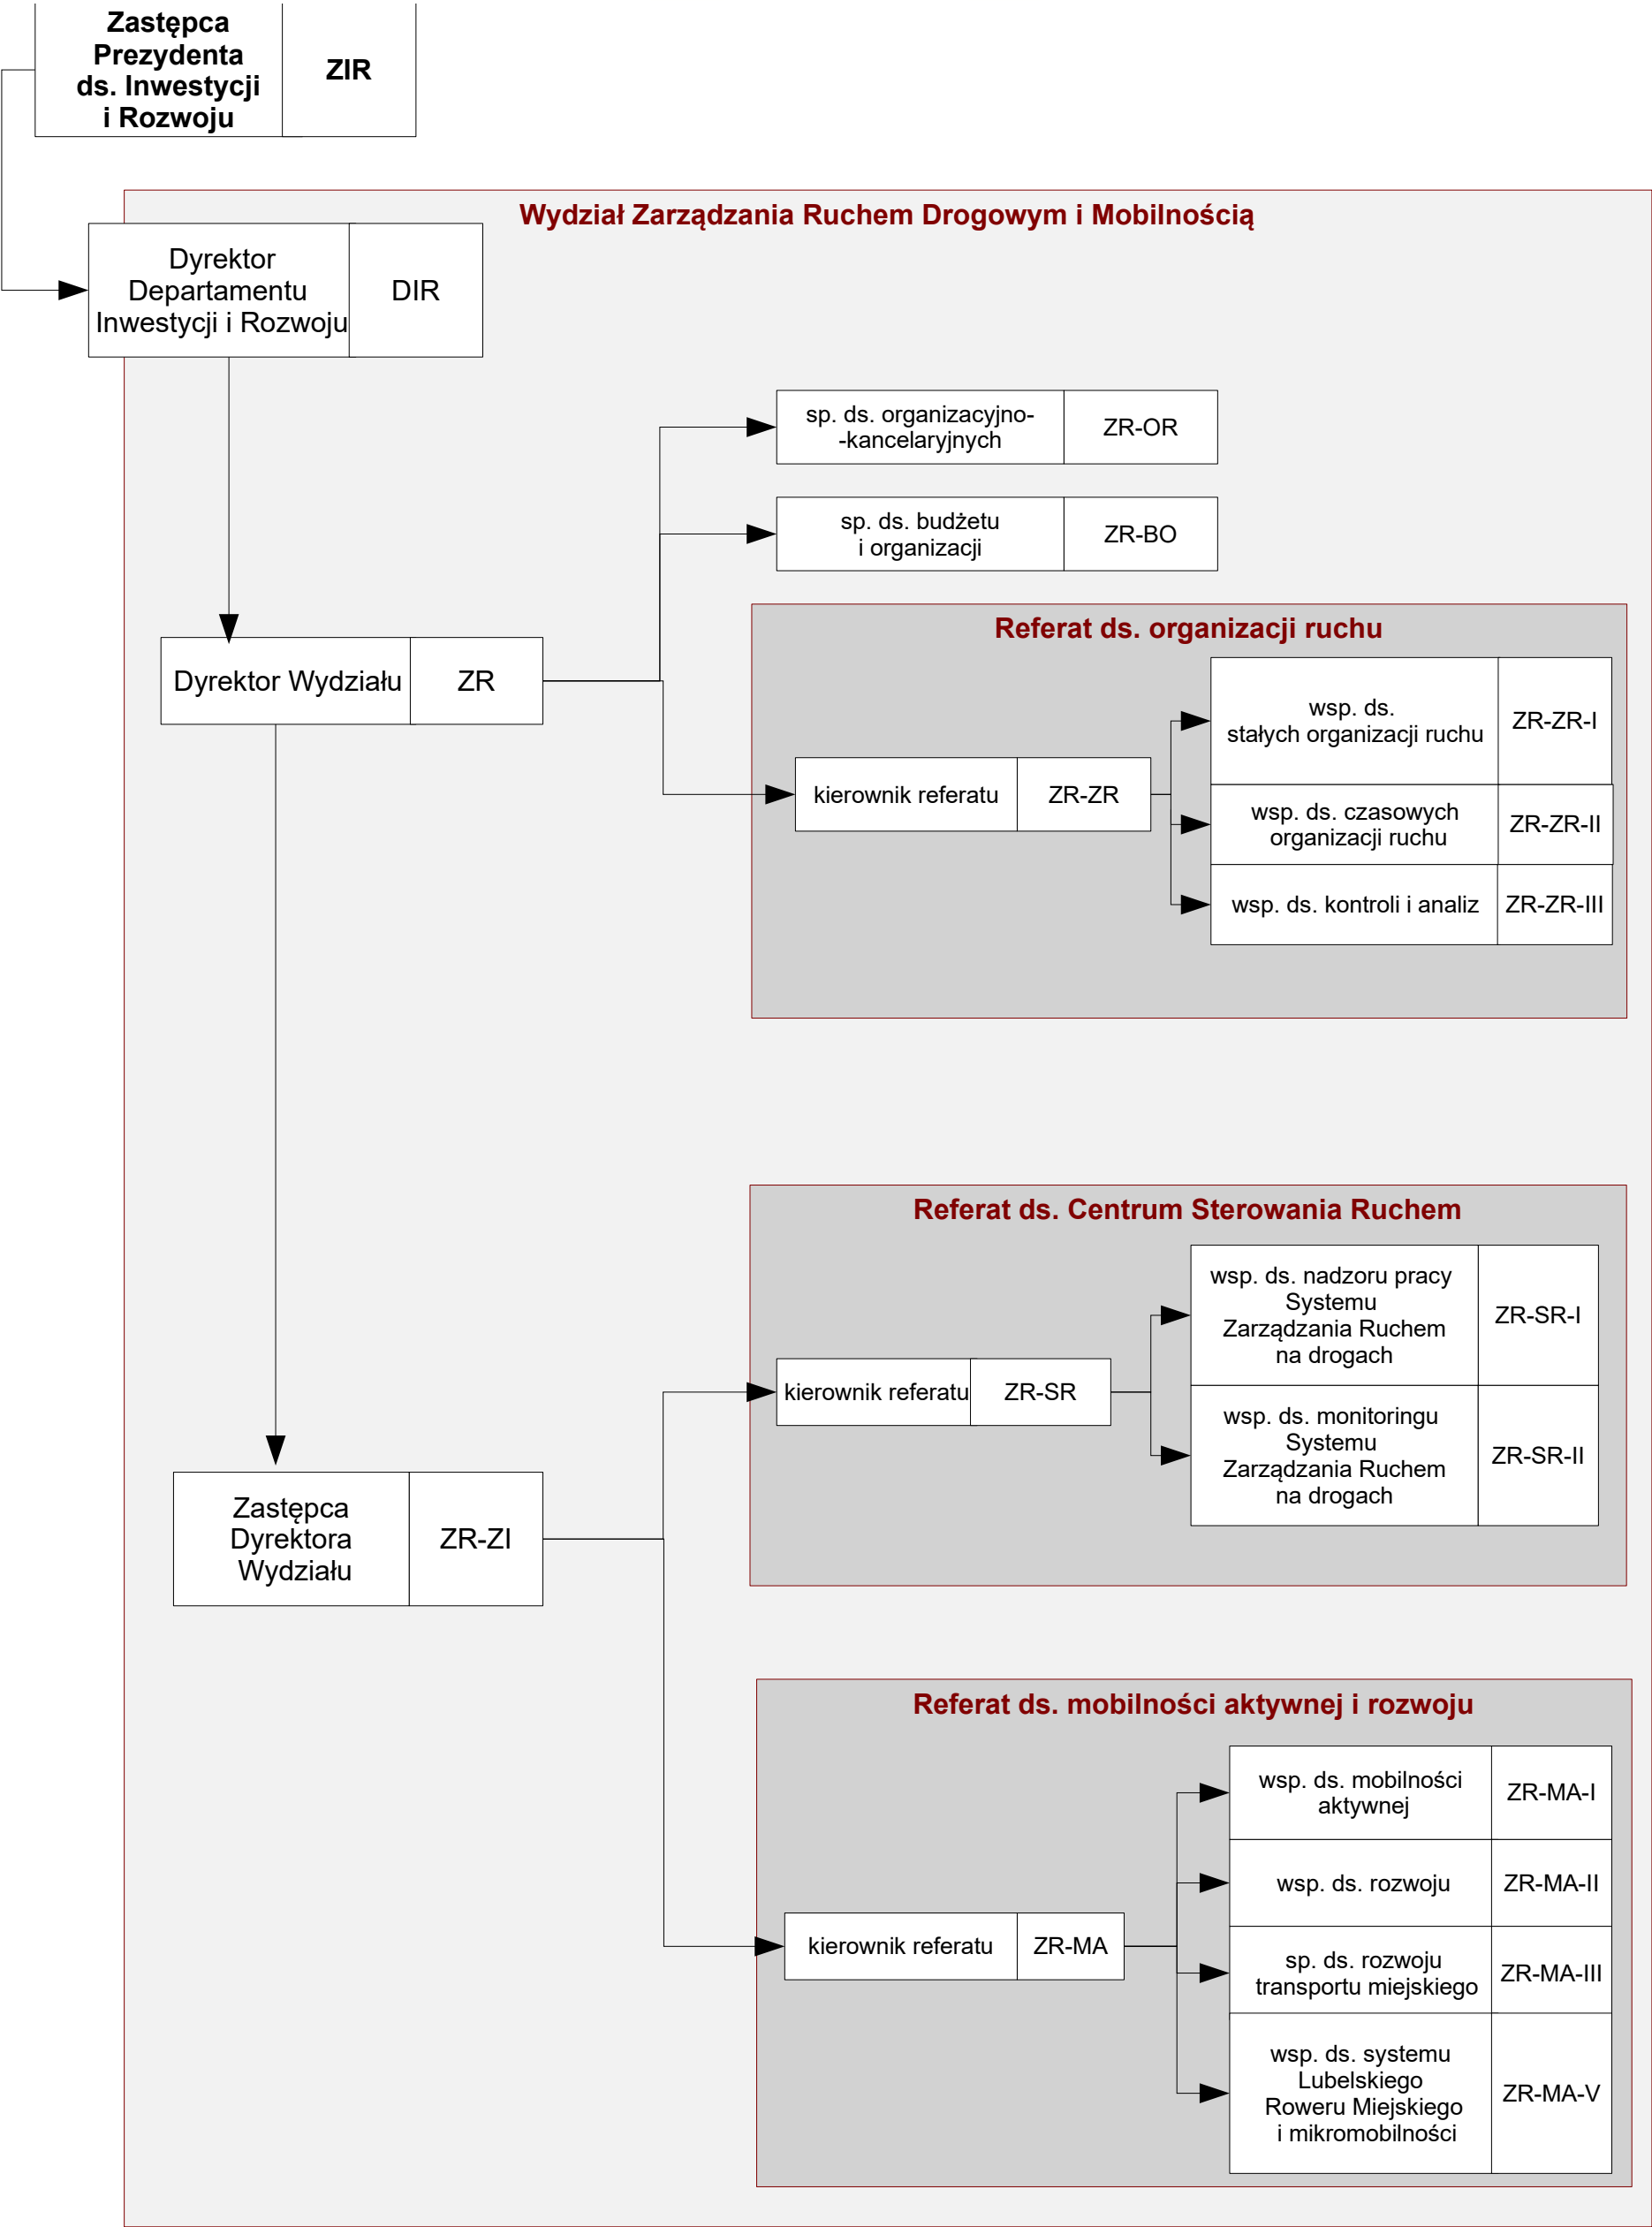 Zastępca
Prezydenta
ds. Inwestycji
i Rozwoju
ZIR
Wydział Zarządzania Ruchem Drogowym i Mobilnością
Dyrektor
Departamentu
Inwestycji i Rozwoju
DIR
sp. ds. organizacyjno-
-kancelaryjnych
ZR-OR
sp. ds. budżetu
i organizacji
ZR-BO
Dyrektor Wydziału
ZR
Referat ds. organizacji ruchu
kierownik referatu
ZR-ZR
wsp. ds.
stałych organizacji ruchu
ZR-ZR-I
wsp. ds. czasowych
organizacji ruchu
ZR-ZR-II
wsp. ds. kontroli i analiz
ZR-ZR-III
Zastępca
Dyrektora
Wydziału
ZR-ZI
Referat ds. Centrum Sterowania Ruchem
kierownik referatu
ZR-SR
wsp. ds. nadzoru pracy
Systemu
Zarządzania Ruchem
na drogach
ZR-SR-I
wsp. ds. monitoringu
Systemu
Zarządzania Ruchem
na drogach
ZR-SR-II
Referat ds. mobilności aktywnej i rozwoju
kierownik referatu
ZR-MA
wsp. ds. mobilności
aktywnej
ZR-MA-I
wsp. ds. rozwoju
ZR-MA-II
sp. ds. rozwoju
transportu miejskiego
ZR-MA-III
wsp. ds. systemu
Lubelskiego
Roweru Miejskiego
i mikromobilności
ZR-MA-V